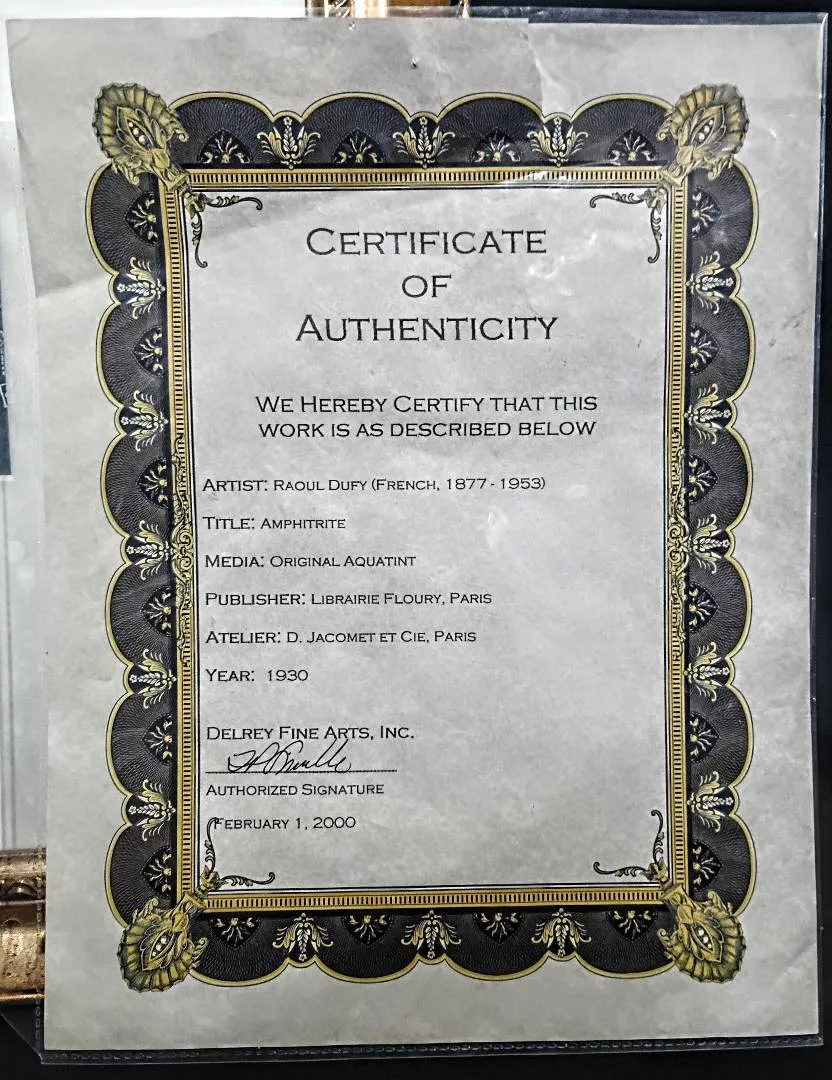 CERTIFICATE
OF
AUTHENTICITY
WE HEREBY CERTIFY THAT THIS
WORK IS AS DESCRIBED BELOW
ARTIST: RAOUL DUFY (FRENCH, 1877 - 1953)
TITLE: AMPHITRITE
MEDIA: ORIGINAL AQUATINT
PUBLISHER: LIBRAIRIE FLOURY, PARIS
ATELIER: D. JACOMET ET CIE, PARIS
YEAR: 1930
DELREY FINE ARTS, INC.
AUTHORIZED SIGNATURE
FEBRUARY 1, 2000